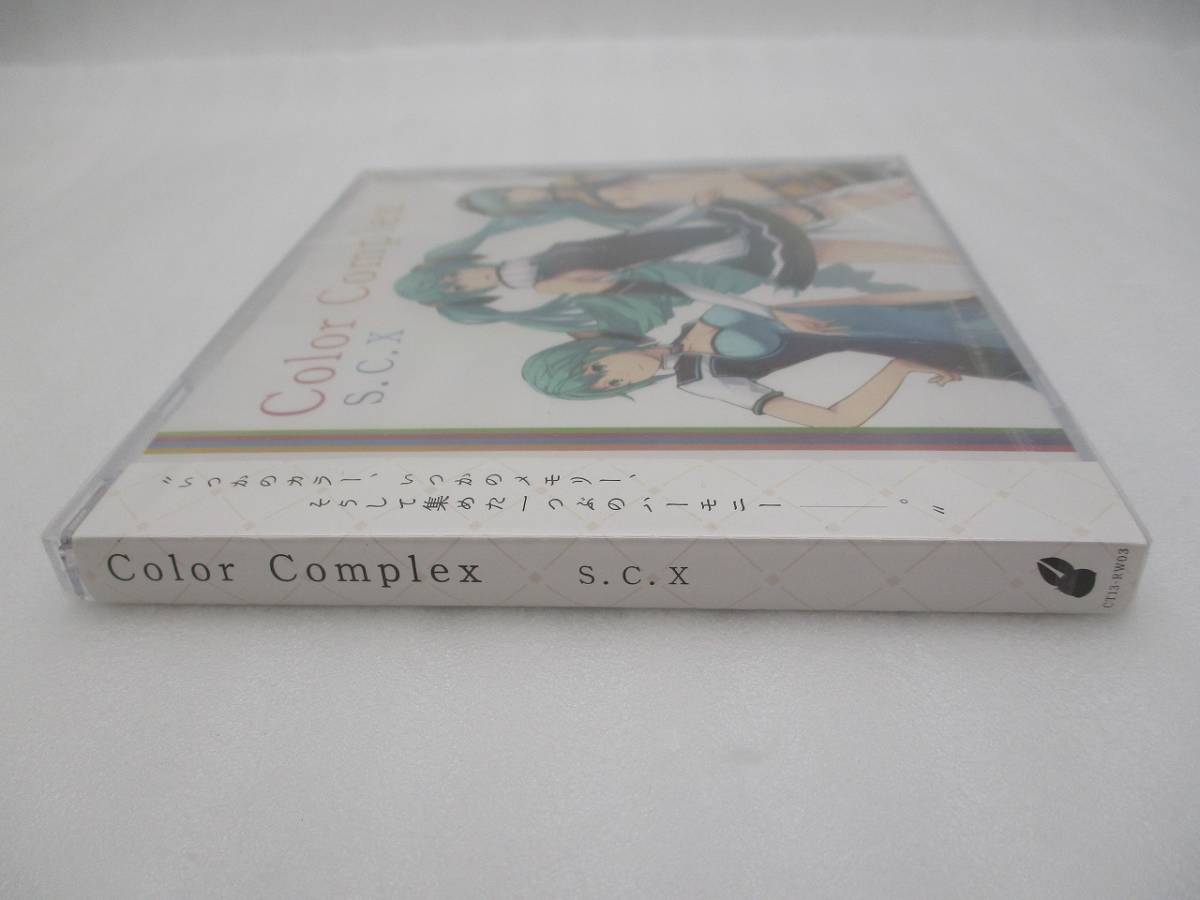 Color Complex
S.C.X
“いつかのカラー、いつかのメモリー、
そうして集めた一つぶのハーモニー———。”
Color Complex S.C.X
CT13-RW03